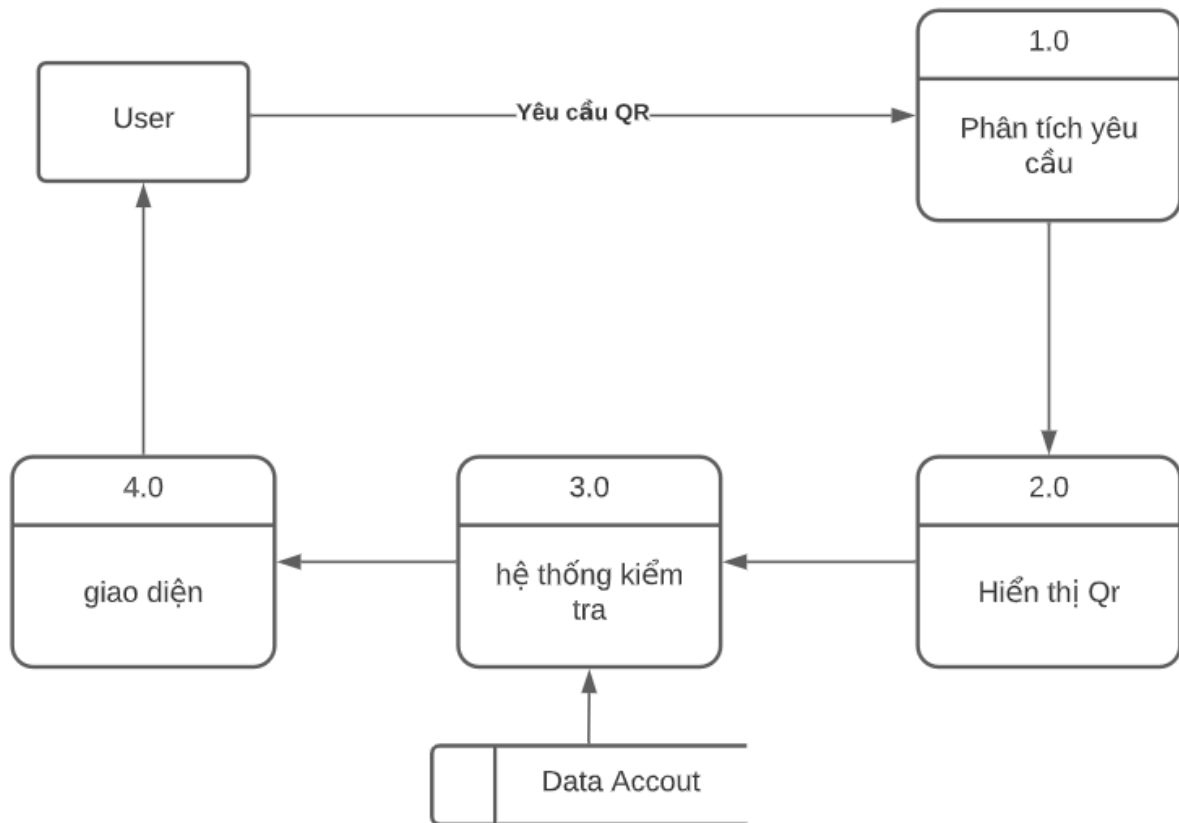 1.0
User
Yêu cầu QR
Phân tích yêu
cầu
4.0
3.0
2.0
giao diện
hệ thống kiểm
tra
Hiển thị Qr
Data Accout